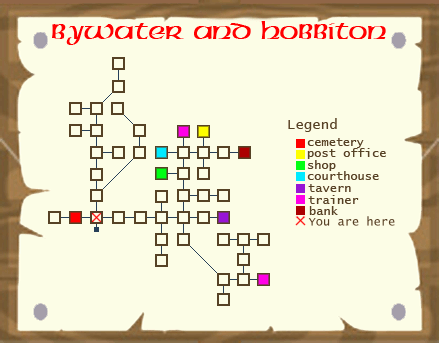 Bywater and Hobbiton
Legend
cemetery
post office
shop
courthouse
tavern
trainer
bank
You are here